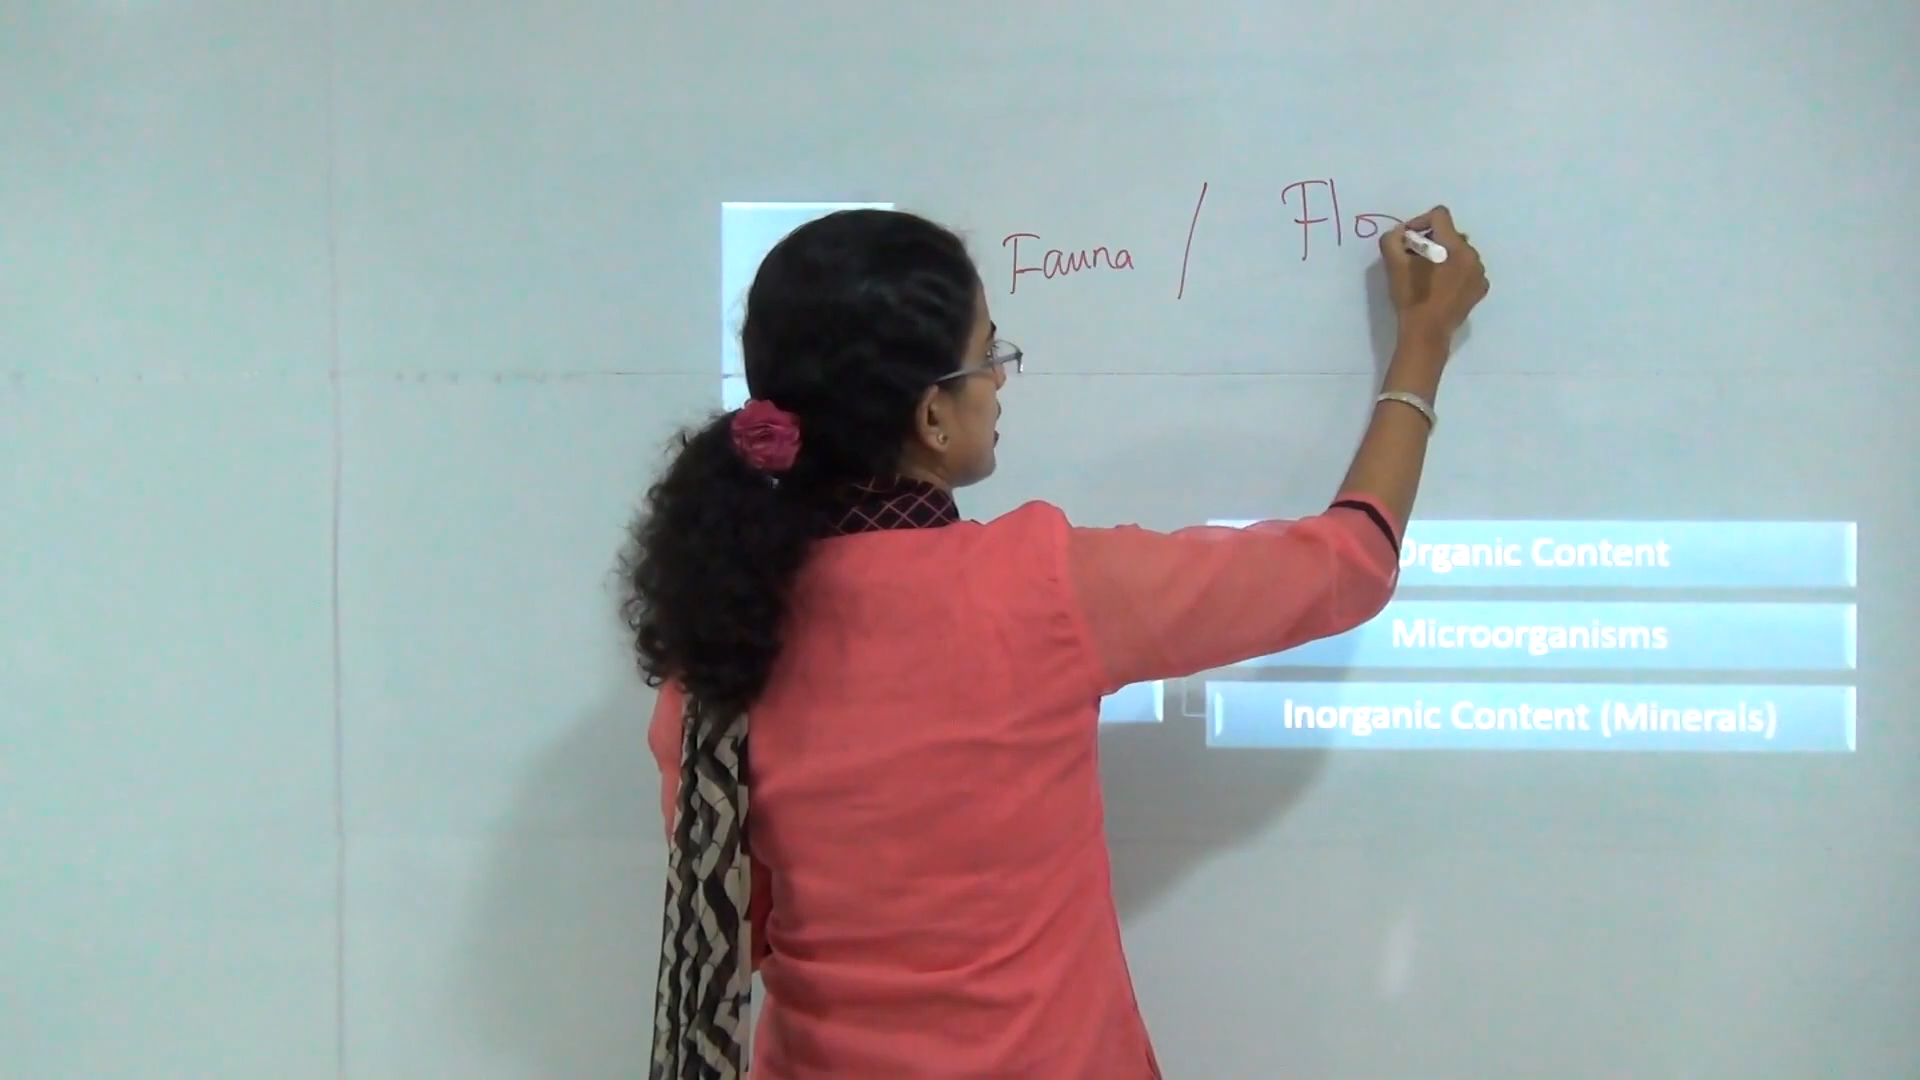 Fauna / Flo
Organic Content
Microorganisms
Inorganic Content (Minerals)